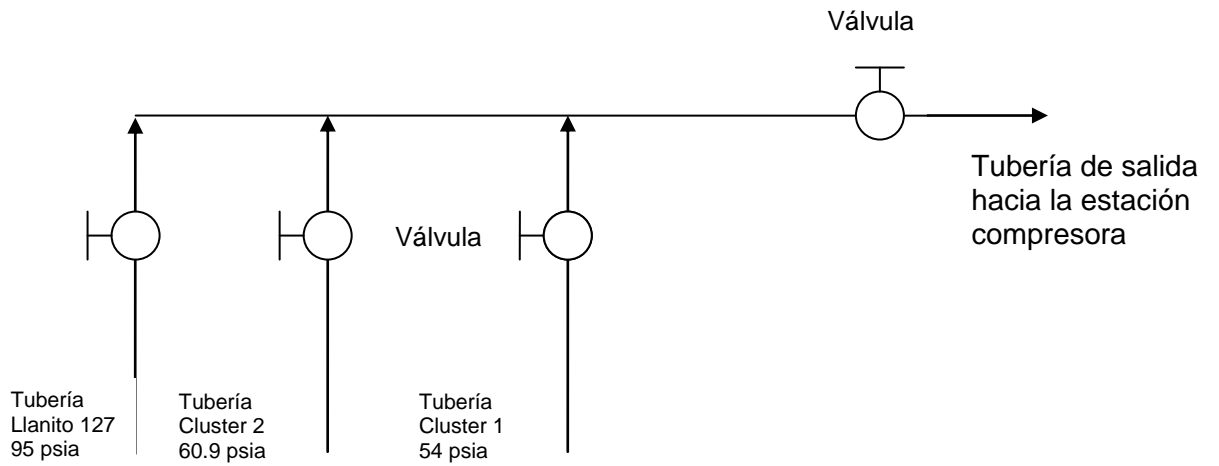 Válvula
Tubería de salida
hacia la estación
compresora
Válvula
Tubería
Llanito 127
95 psia
Tubería
Cluster 2
60.9 psia
Tubería
Cluster 1
54 psia